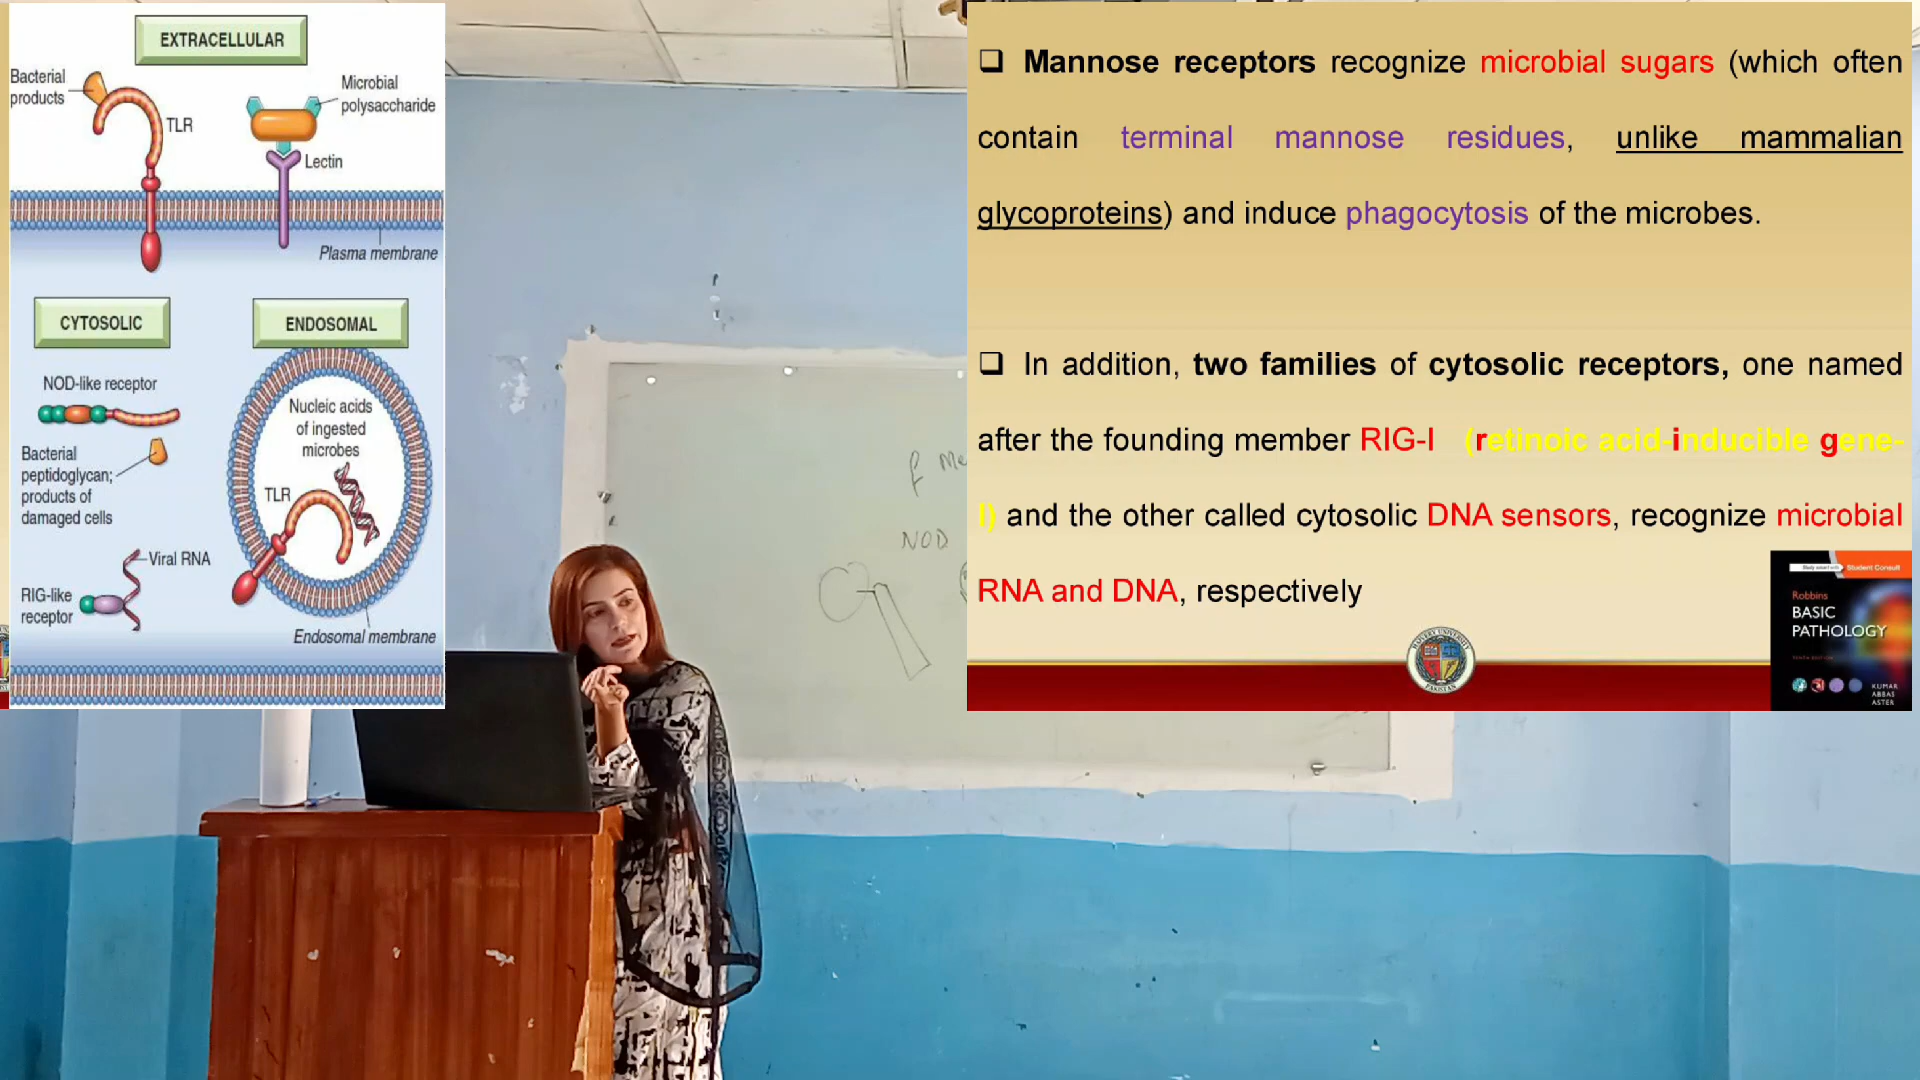 EXTRACELLULAR
Bacterial
products
TLR
Microbial
polysaccharide
Lectin
Plasma membrane
CYTOSOLIC
ENDOSOMAL
NOD-like receptor
Bacterial
peptidoglycan;
products of
damaged cells
Viral RNA
RIG-like
receptor
Nucleic acids
of ingested
microbes
TLR
Endosomal membrane
NOD
❑ Mannose receptors recognize microbial sugars (which often
contain terminal mannose residues, unlike mammalian
glycoproteins) and induce phagocytosis of the microbes.
❑ In addition, two families of cytosolic receptors, one named
after the founding member RIG-I (retinoic acid-inducible gene-
I) and the other called cytosolic DNA sensors, recognize microbial
RNA and DNA, respectively
Student Consult
Robbins
BASIC
PATHOLOGY
KUMAR
ABBAS
ASTER
PAKISTAN